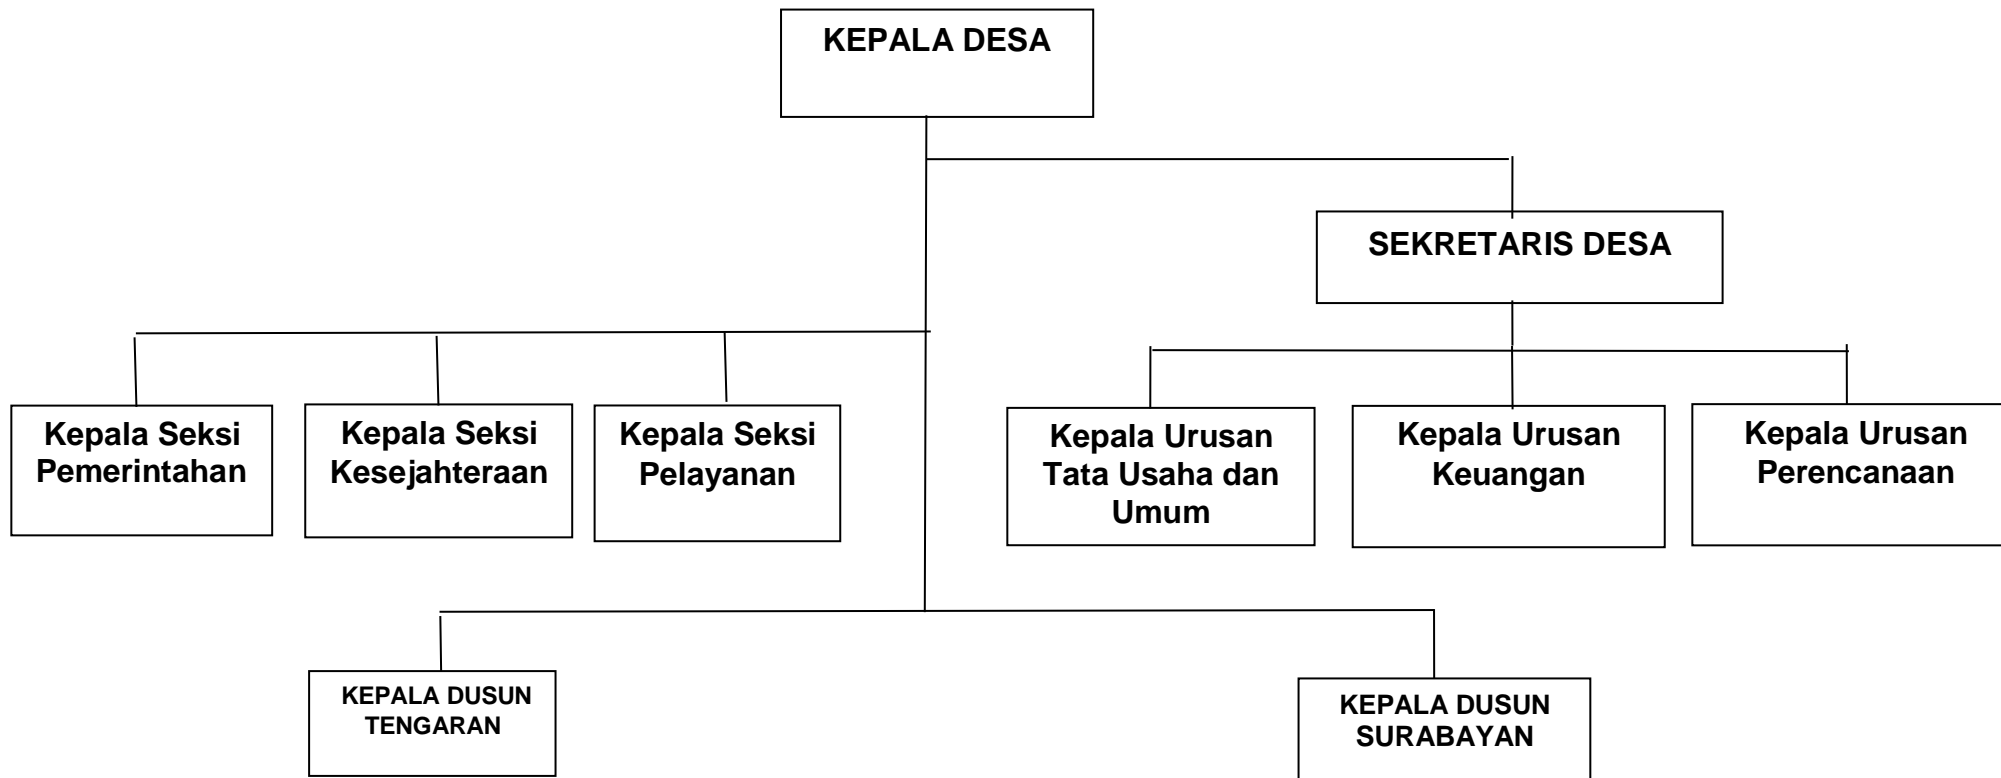 KEPALA DESA
SEKRETARIS DESA
Kepala Seksi
Pemerintahan
Kepala Seksi
Kesejahteraan
Kepala Seksi
Pelayanan
Kepala Urusan
Tata Usaha dan
Umum
Kepala Urusan
Keuangan
Kepala Urusan
Perencanaan
KEPALA DUSUN
TENGARAN
KEPALA DUSUN
SURABAYAN